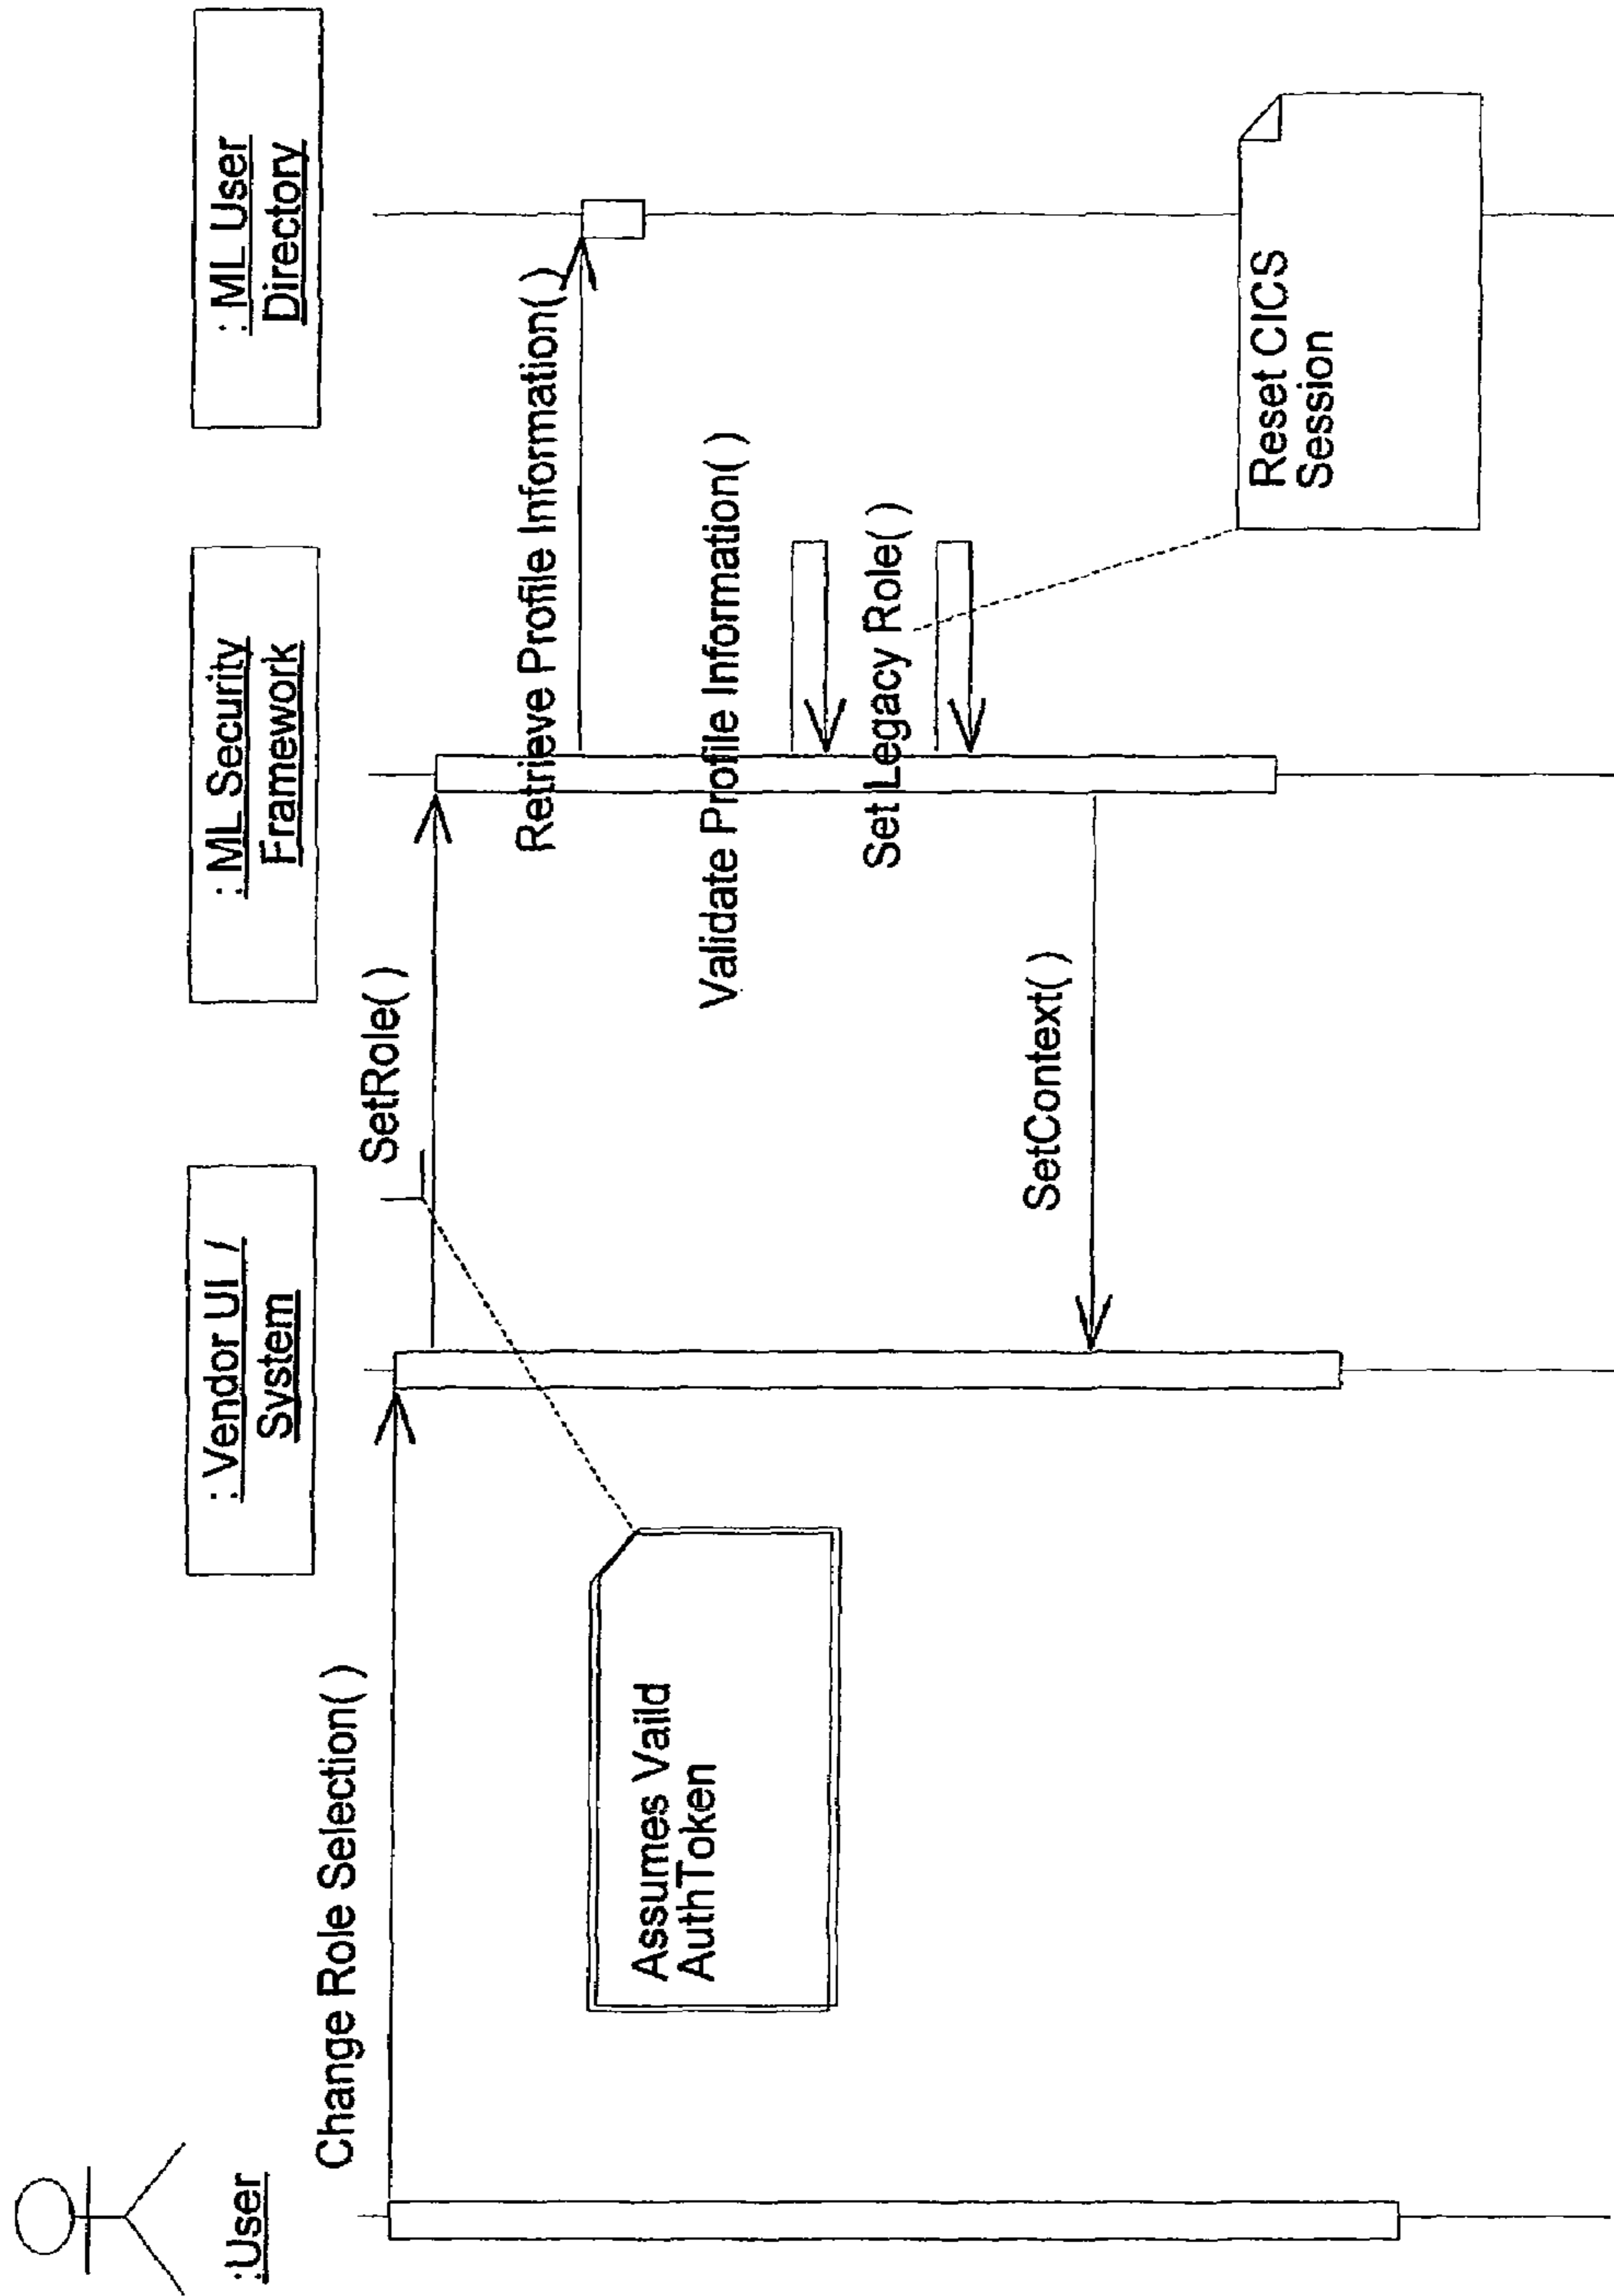 :User
: Vendor UI /
System
: ML Security
Framework
: ML User
Directory
Change Role Selection( )
SetRole( )
Retrieve Profile Information( )
Assumes Vaild
AuthToken
Validate Profile Information( )
Set Legacy Role( )
SetContext( )
Reset CICS
Session